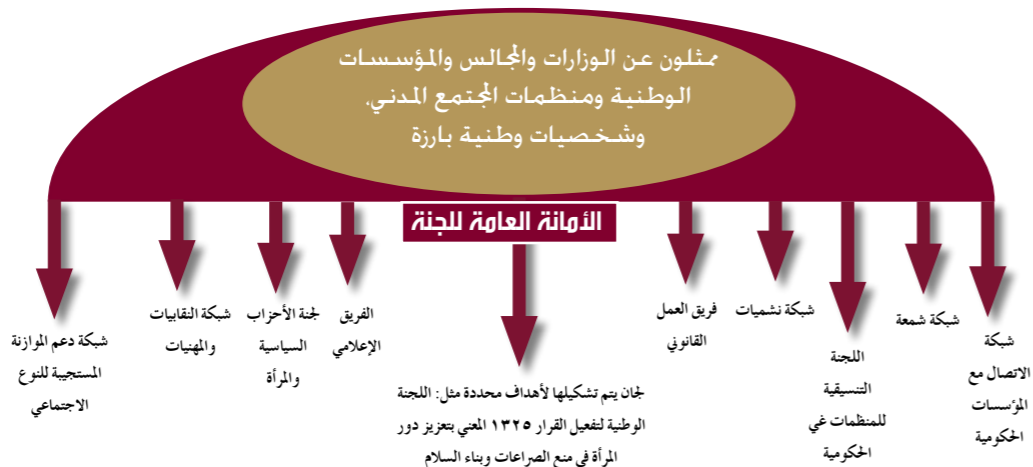 ممثلون عن الوزارات والمجالس والمؤسسات
الوطنية ومنظمات المجتمع المدني،
وشخصيات وطنية بارزة
الأمانة العامة للجنة
شبكة
الاتصال مع
المؤسسات
الحكومية
شبكة شمعة
اللجنة
التنسيقية
للمنظمات غي
الحكومية
شبكة نشميات
فريق العمل
القانوني
لجان يتم تشكيلها لأهداف محددة مثل: اللجنة
الوطنية لتفعيل القرار ١٣٢٥ المعني بتعزيز دور
المرأة في منع الصراعات وبناء السلام
الفريق
الإعلامي
لجنة الأحزاب
السياسية
والمرأة
شبكة النقابيات
والمهنيات
شبكة دعم الموازنة
المستجيبة للنوع
الاجتماعي